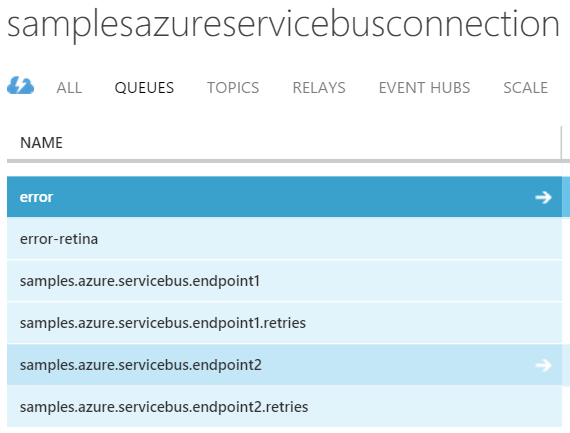 samplesazureservicebusconnection
ALL QUEUES TOPICS RELAYS EVENT HUBS SCALE
NAME
error
error-retina
samples.azure.servicebus.endpoint1
samples.azure.servicebus.endpoint1.retries
samples.azure.servicebus.endpoint2
samples.azure.servicebus.endpoint2.retries